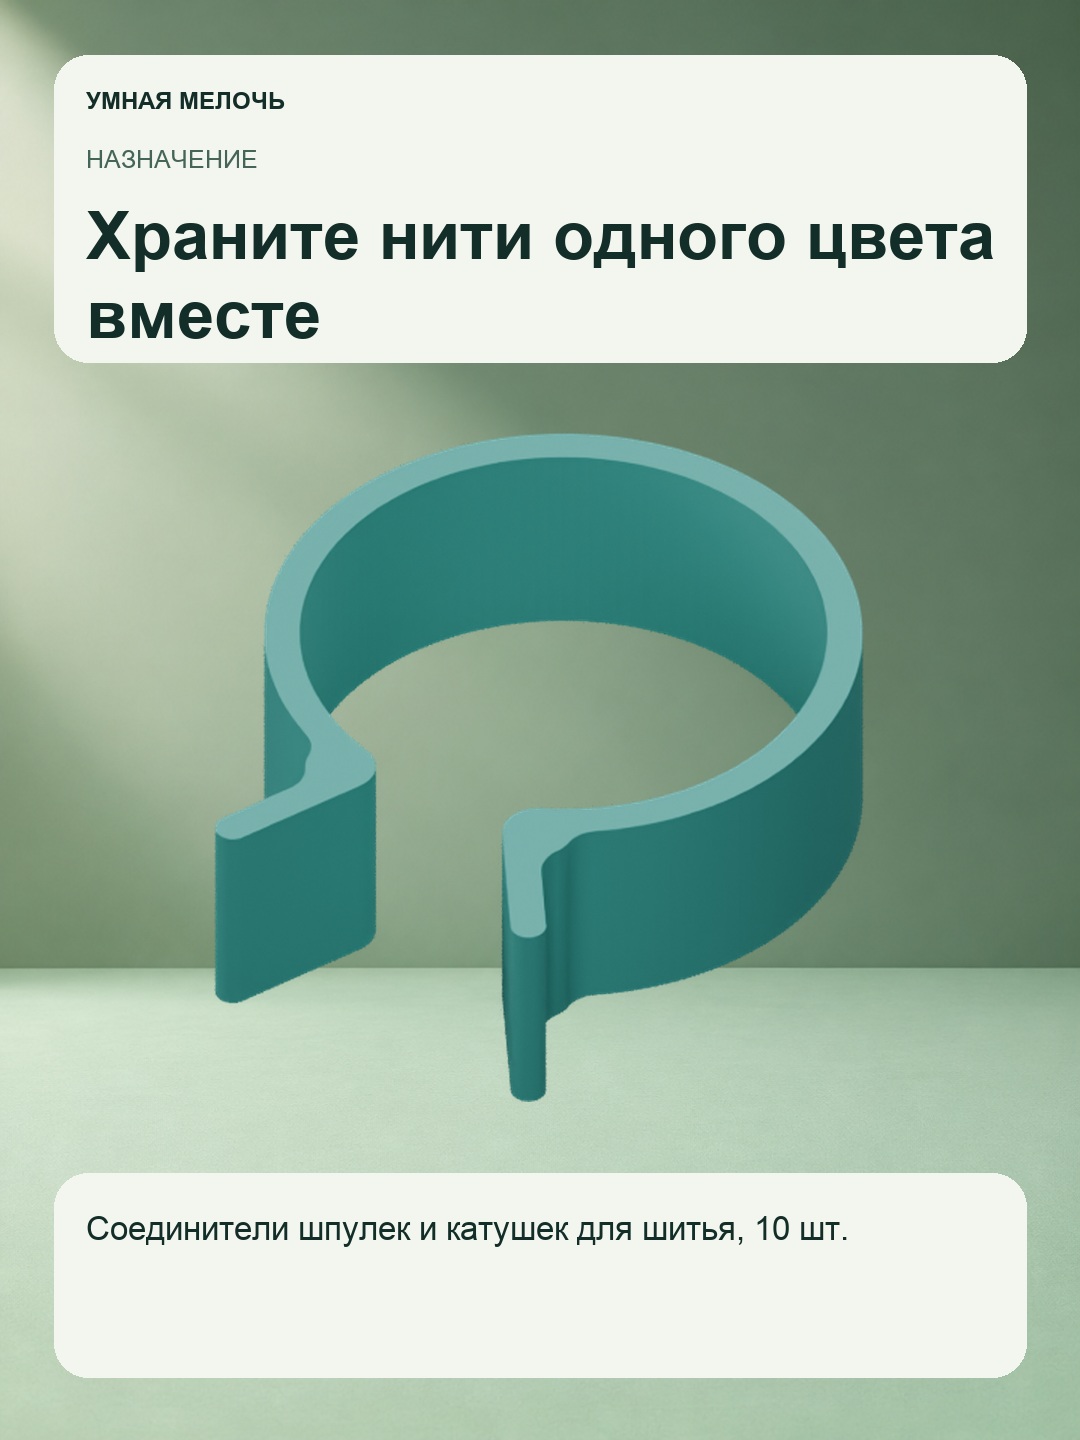 УМНАЯ МЕЛОЧЬ
НАЗНАЧЕНИЕ
Храните нити одного цвета
вместе
Соединители шпулек и катушек для шитья, 10 шт.